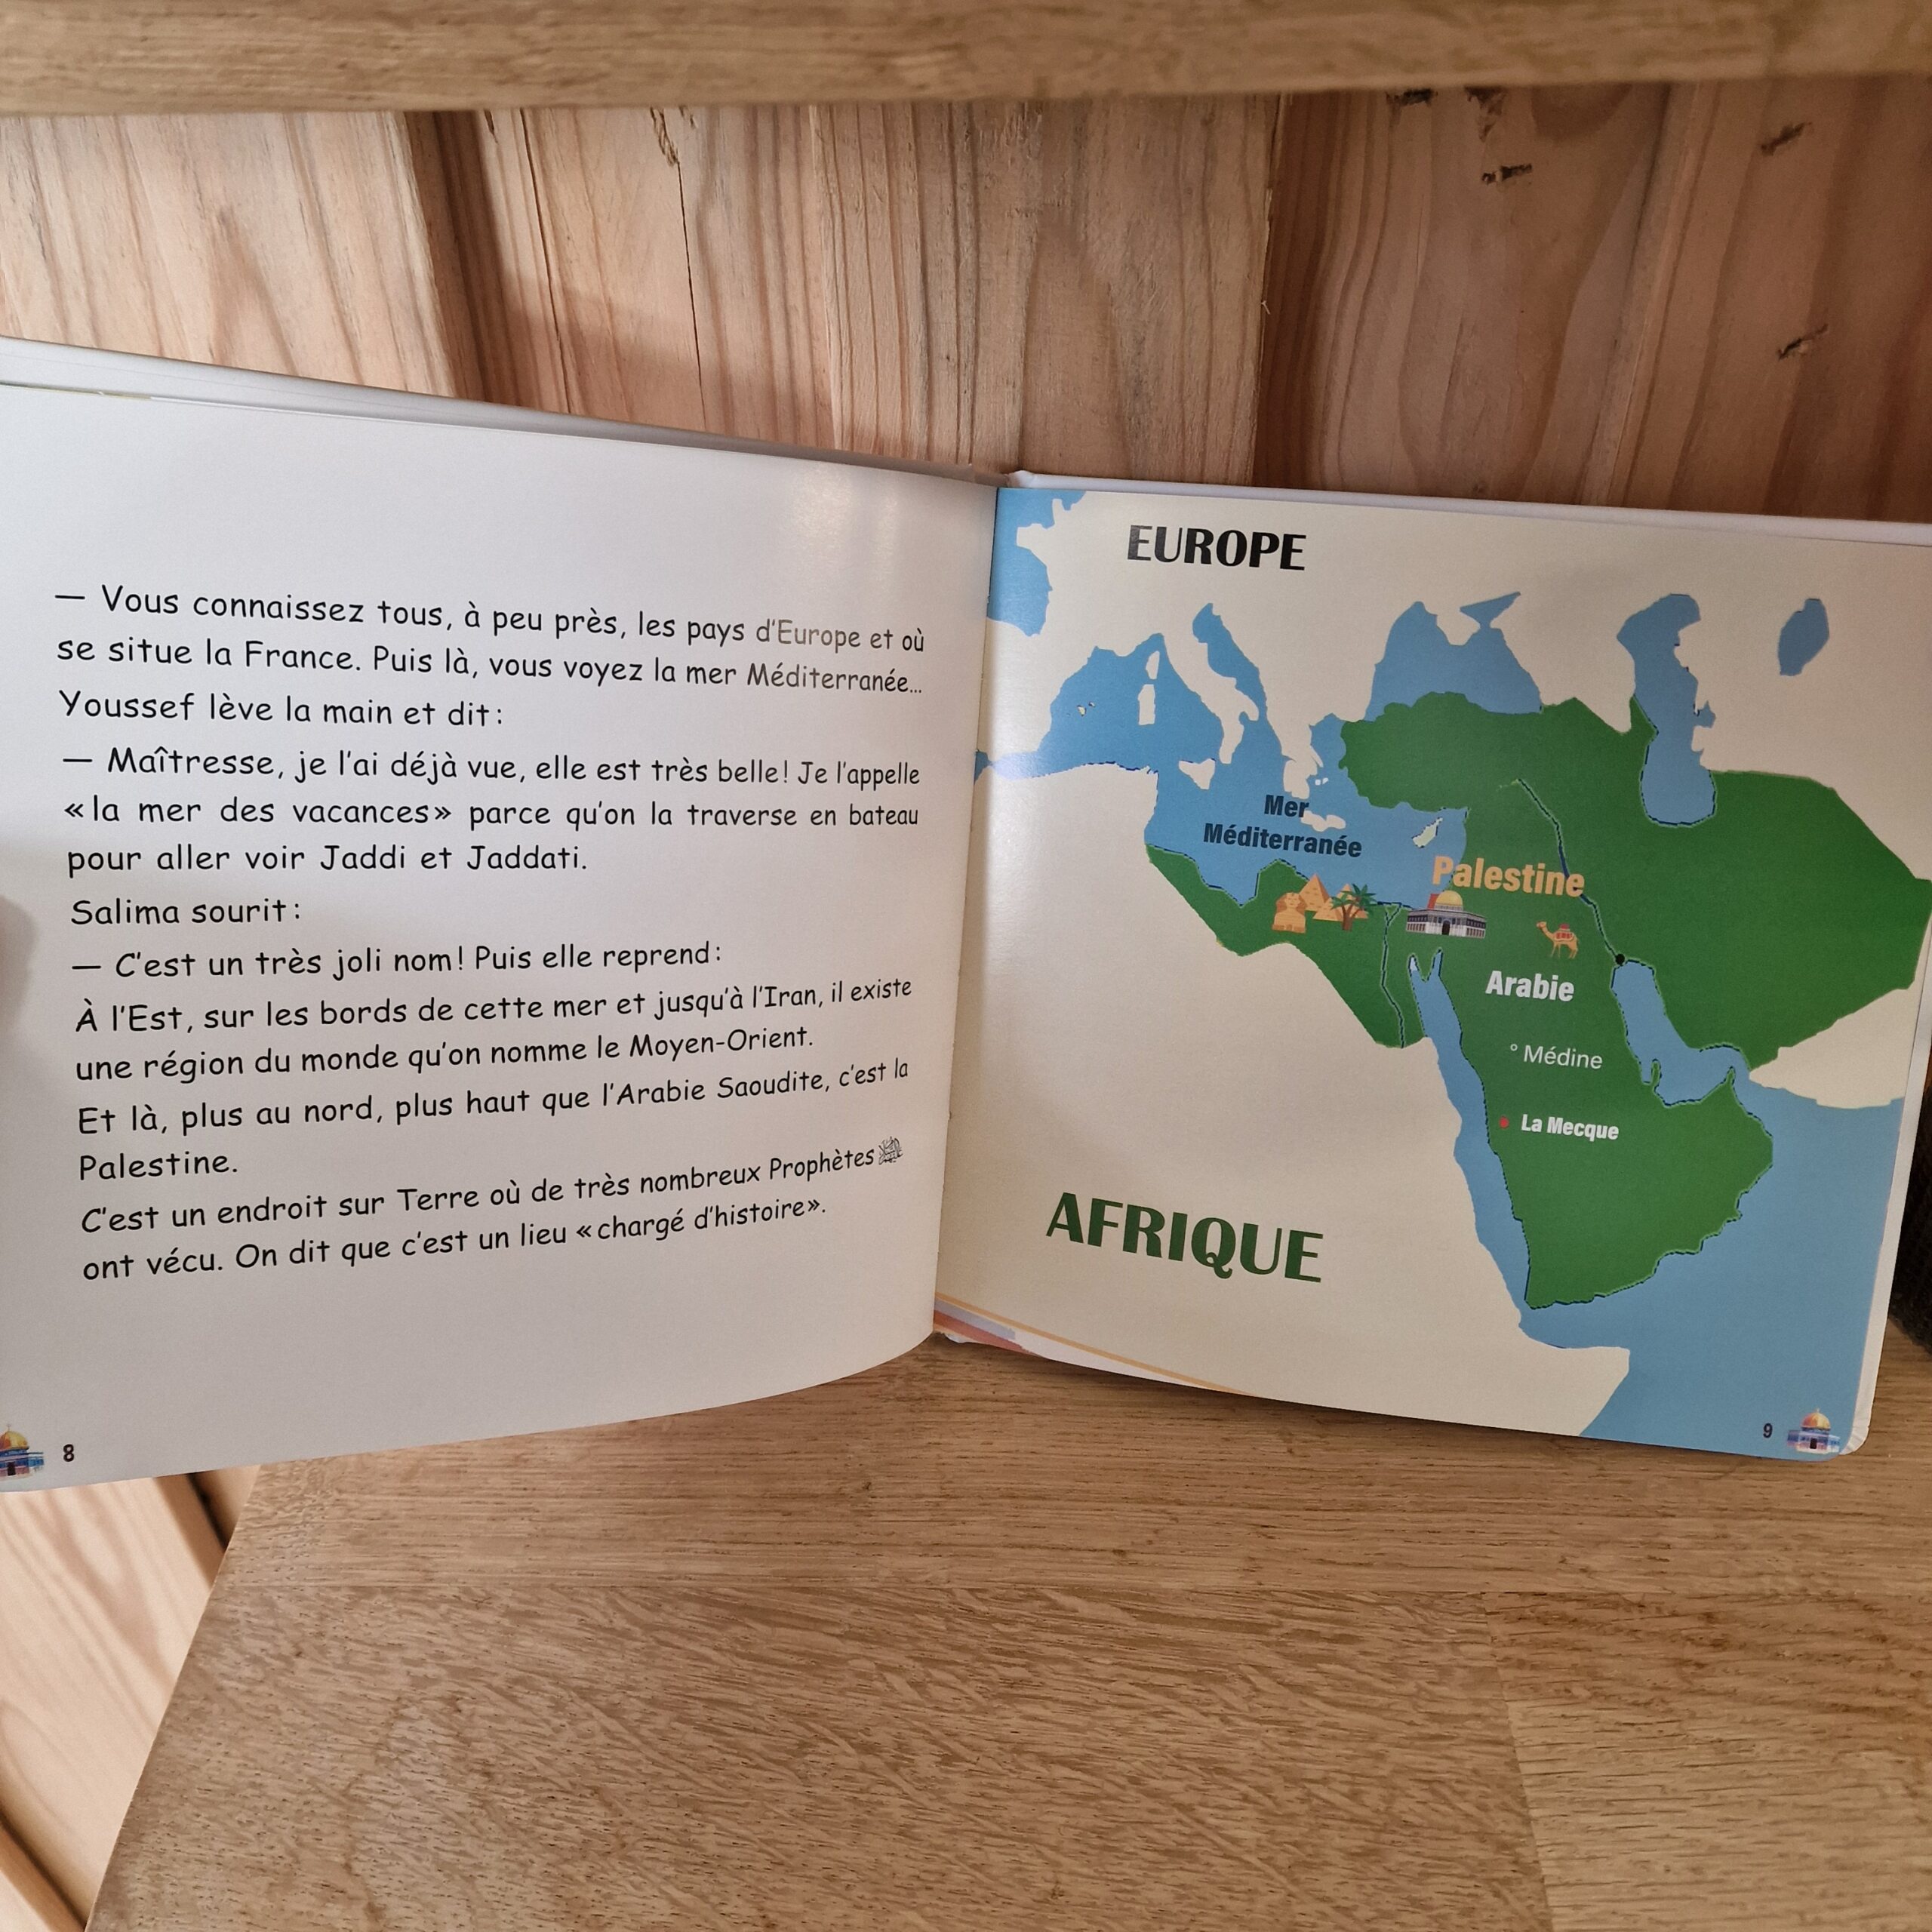 — Vous connaissez tous, à peu près, les pays d'Europe et où
se situe la France. Puis là, vous voyez la mer Méditerranée...
Youssef lève la main et dit :
— Maîtresse, je l'ai déjà vue, elle est très belle ! Je l'appelle
« la mer des vacances » parce qu'on la traverse en bateau
pour aller voir Jaddi et Jaddati.
Salima sourit :
— C'est un très joli nom ! Puis elle reprend :
À l'Est, sur les bords de cette mer et jusqu'à l'Iran, il existe
une région du monde qu'on nomme le Moyen-Orient.
Et là, plus au nord, plus haut que l'Arabie Saoudite, c'est la
Palestine.
C'est un endroit sur Terre où de très nombreux Prophètes
ont vécu. On dit que c'est un lieu « chargé d'histoire ».
8
EUROPE
Mer
Méditerranée
Palestine
Arabie
° Médine
La Mecque
AFRIQUE
9